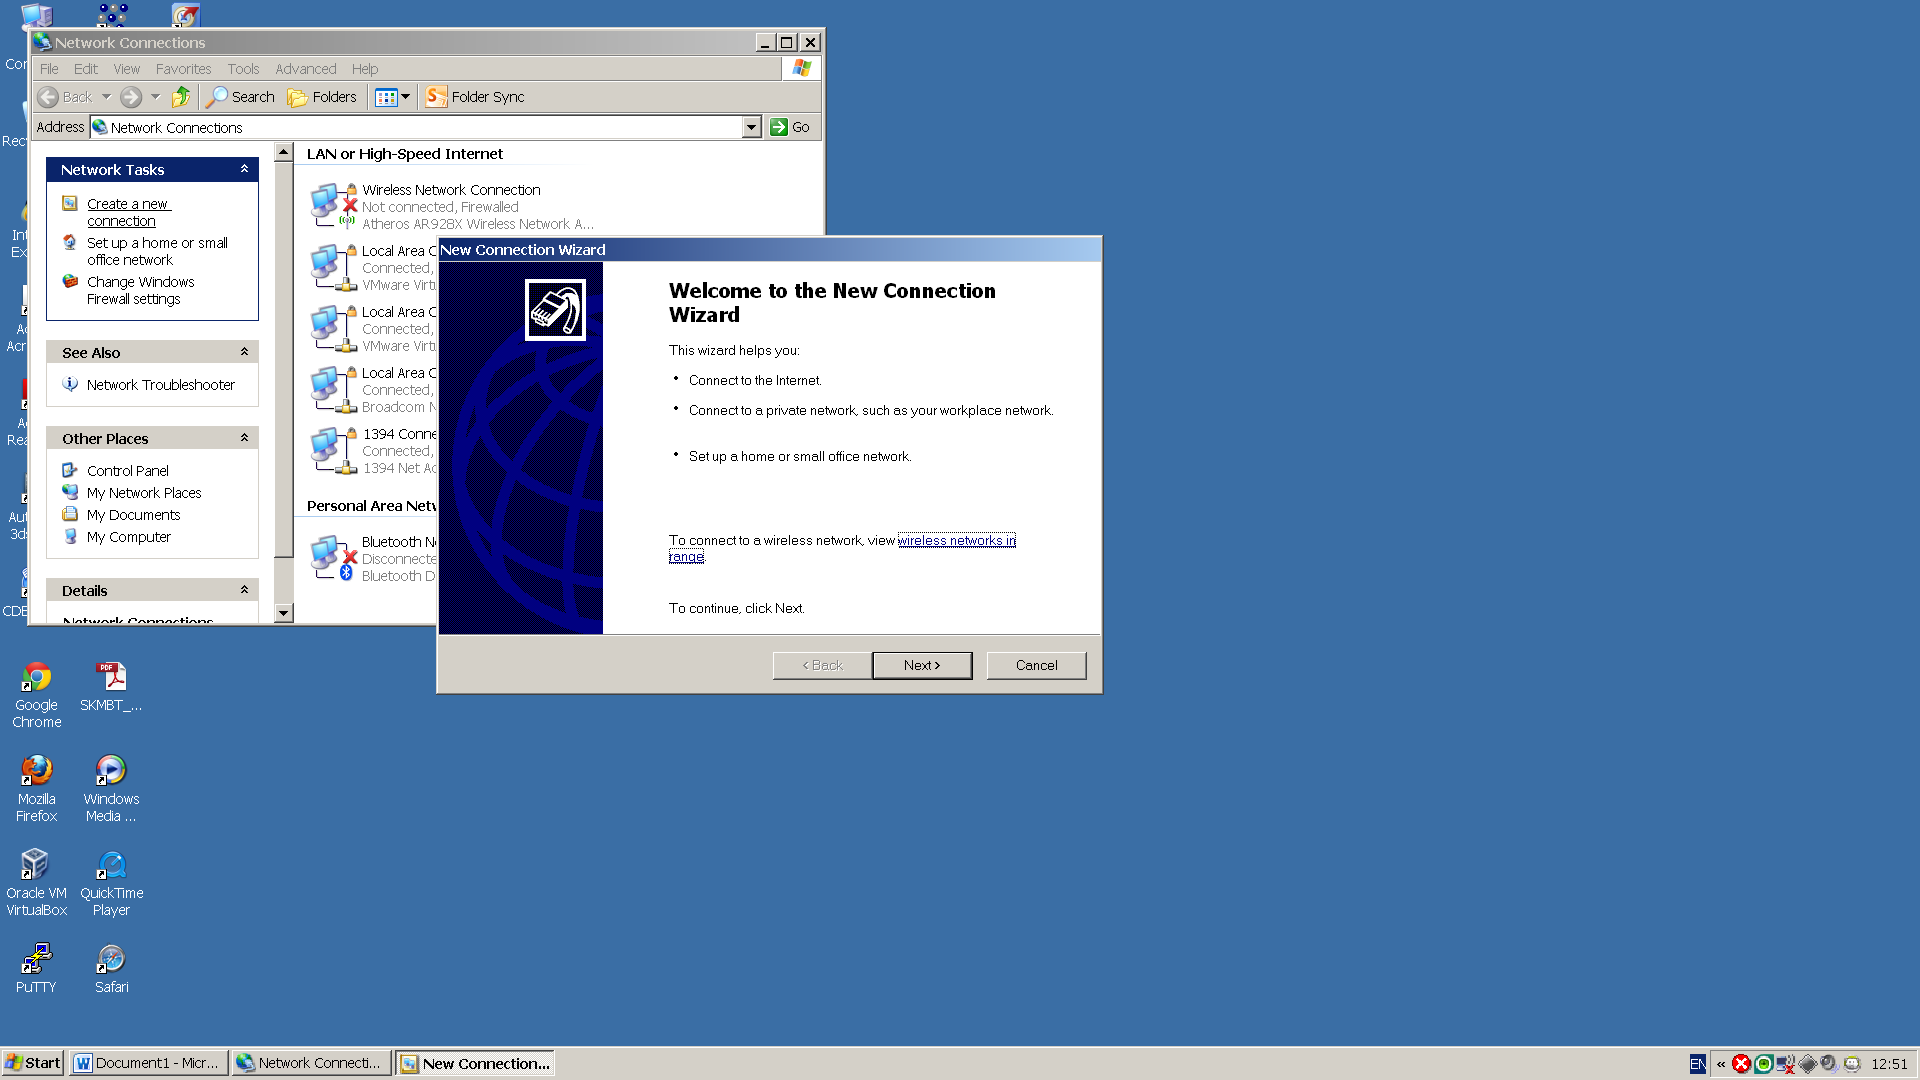 Network Connections
File Edit View Favorites Tools Advanced Help
Back Search Folders Folder Sync
Address Network Connections Go
Network Tasks
Create a new
connection
Set up a home or small
office network
Change Windows
Firewall settings
See Also
Network Troubleshooter
Other Places
Control Panel
My Network Places
My Documents
My Computer
Details
Network Connections
LAN or High-Speed Internet
Wireless Network Connection
Not connected, Firewalled
Atheros AR928X Wireless Network A...
Local Area C
Connected,
VMware Virt
Local Area C
Connected,
VMware Virt
Local Area C
Connected,
Broadcom N
1394 Conne
Connected,
1394 Net Ac
Personal Area Netw
Bluetooth N
Disconnecte
Bluetooth D
New Connection Wizard
Welcome to the New Connection
Wizard
This wizard helps you:
• Connect to the Internet.
• Connect to a private network, such as your workplace network.
• Set up a home or small office network.
To connect to a wireless network, view wireless networks in
range.
To continue, click Next.
< Back Next > Cancel
Google
Chrome
SKMBT_...
Mozilla
Firefox
Windows
Media ...
Oracle VM
VirtualBox
QuickTime
Player
PuTTY
Safari
Start Document1 - Micr... Network Connecti... New Connection... EN « 12:51